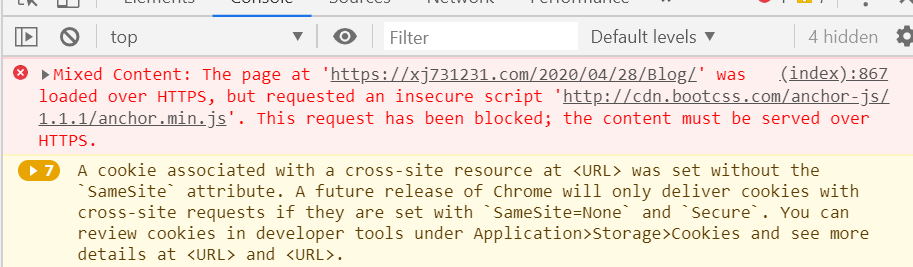 Elements Console Sources Network Performance 1 7
top Filter Default levels 4 hidden
Mixed Content: The page at 'https://xj731231.com/2020/04/28/Blog/' was (index):867
loaded over HTTPS, but requested an insecure script 'http://cdn.bootcss.com/anchor-js/
1.1.1/anchor.min.js'. This request has been blocked; the content must be served over
HTTPS.
7 A cookie associated with a cross-site resource at <URL> was set without the
`SameSite` attribute. A future release of Chrome will only deliver cookies with
cross-site requests if they are set with `SameSite=None` and `Secure`. You can
review cookies in developer tools under Application>Storage>Cookies and see more
details at <URL> and <URL>.